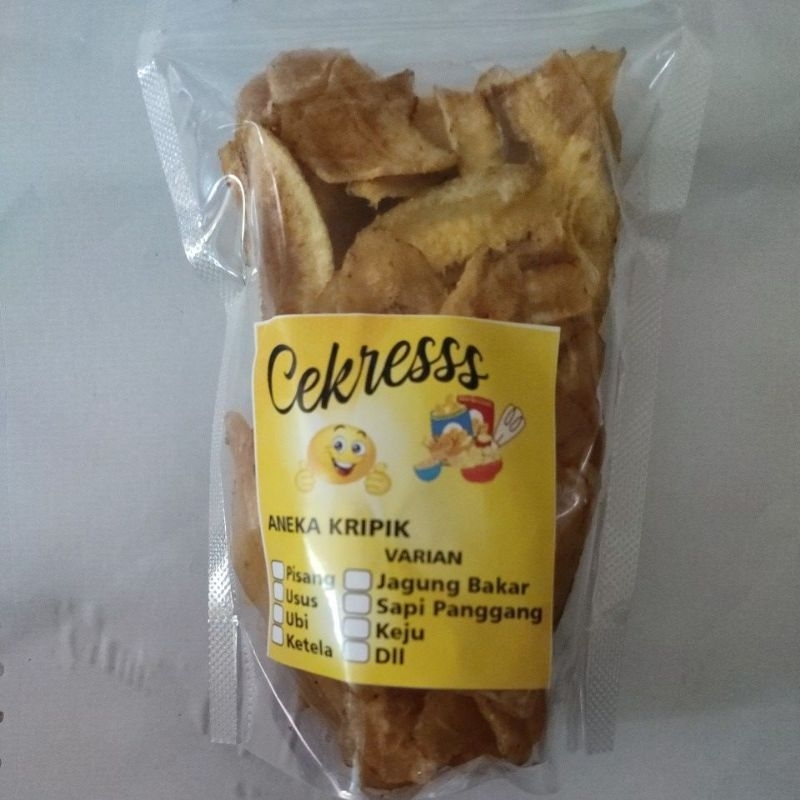 Cekresss
ANEKA KRIPIK
VARIAN
Pisang
Usus
Ubi
Ketela
Jagung Bakar
Sapi Panggang
Keju
Dll